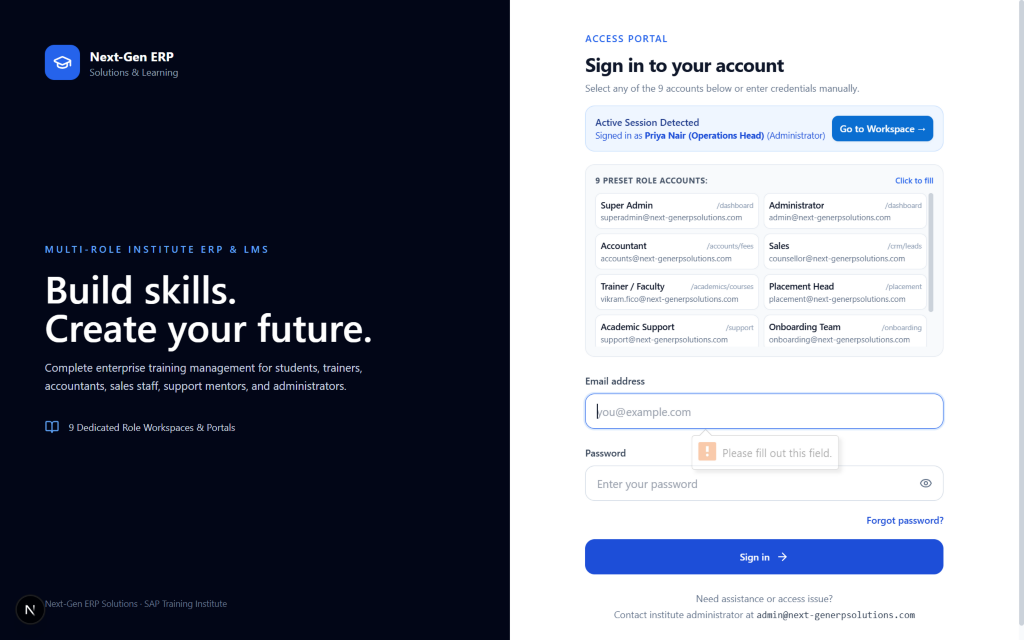 Next-Gen ERP
Solutions & Learning
MULTI-ROLE INSTITUTE ERP & LMS
Build skills.
Create your future.
Complete enterprise training management for students, trainers,
accountants, sales staff, support mentors, and administrators.
9 Dedicated Role Workspaces & Portals
N
Next-Gen ERP Solutions · SAP Training Institute
ACCESS PORTAL
Sign in to your account
Select any of the 9 accounts below or enter credentials manually.
Active Session Detected
Signed in as Priya Nair (Operations Head) (Administrator)
Go to Workspace →
9 PRESET ROLE ACCOUNTS:
Click to fill
Super Admin /dashboard
superadmin@next-generpsolutions.com
Administrator /dashboard
admin@next-generpsolutions.com
Accountant /accounts/fees
accounts@next-generpsolutions.com
Sales /crm/leads
counsellor@next-generpsolutions.com
Trainer / Faculty /academics/courses
vikram.fico@next-generpsolutions.com
Placement Head /placement
placement@next-generpsolutions.com
Academic Support /support
support@next-generpsolutions.com
Onboarding Team /onboarding
onboarding@next-generpsolutions.com
Email address
you@example.com
! Please fill out this field.
Password
Enter your password
Forgot password?
Sign in →
Need assistance or access issue?
Contact institute administrator at admin@next-generpsolutions.com